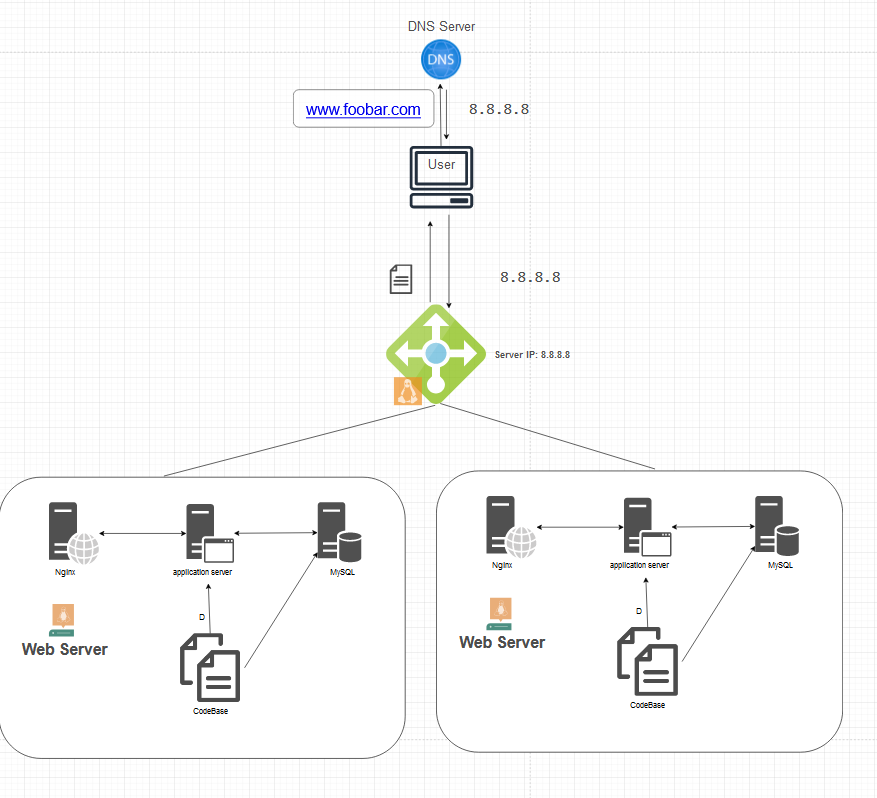 DNS Server
DNS
www.foobar.com
8.8.8.8
User
8.8.8.8
Server IP: 8.8.8.8
Nginx
application server
MySQL
D
Web Server
CodeBase
Nginx
application server
MySQL
D
Web Server
CodeBase